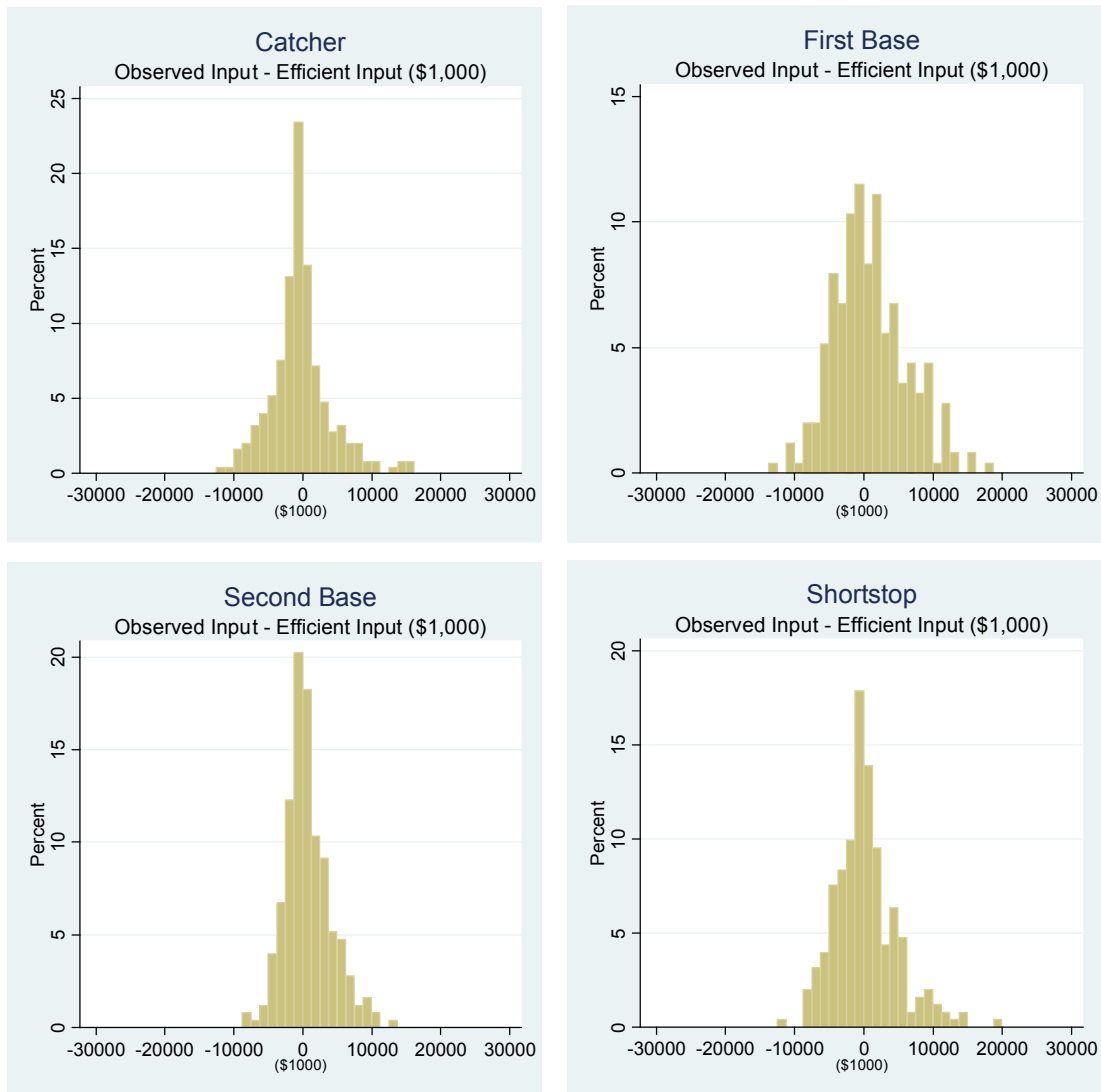 Catcher
Observed Input - Efficient Input ($1,000)
25
20
15
10
5
0
Percent
-30000 -20000 -10000 0 10000 20000 30000
($1000)
First Base
Observed Input - Efficient Input ($1,000)
15
10
5
0
Percent
-30000 -20000 -10000 0 10000 20000 30000
($1000)
Second Base
Observed Input - Efficient Input ($1,000)
20
15
10
5
0
Percent
-30000 -20000 -10000 0 10000 20000 30000
($1000)
Shortstop
Observed Input - Efficient Input ($1,000)
20
15
10
5
0
Percent
-30000 -20000 -10000 0 10000 20000 30000
($1000)